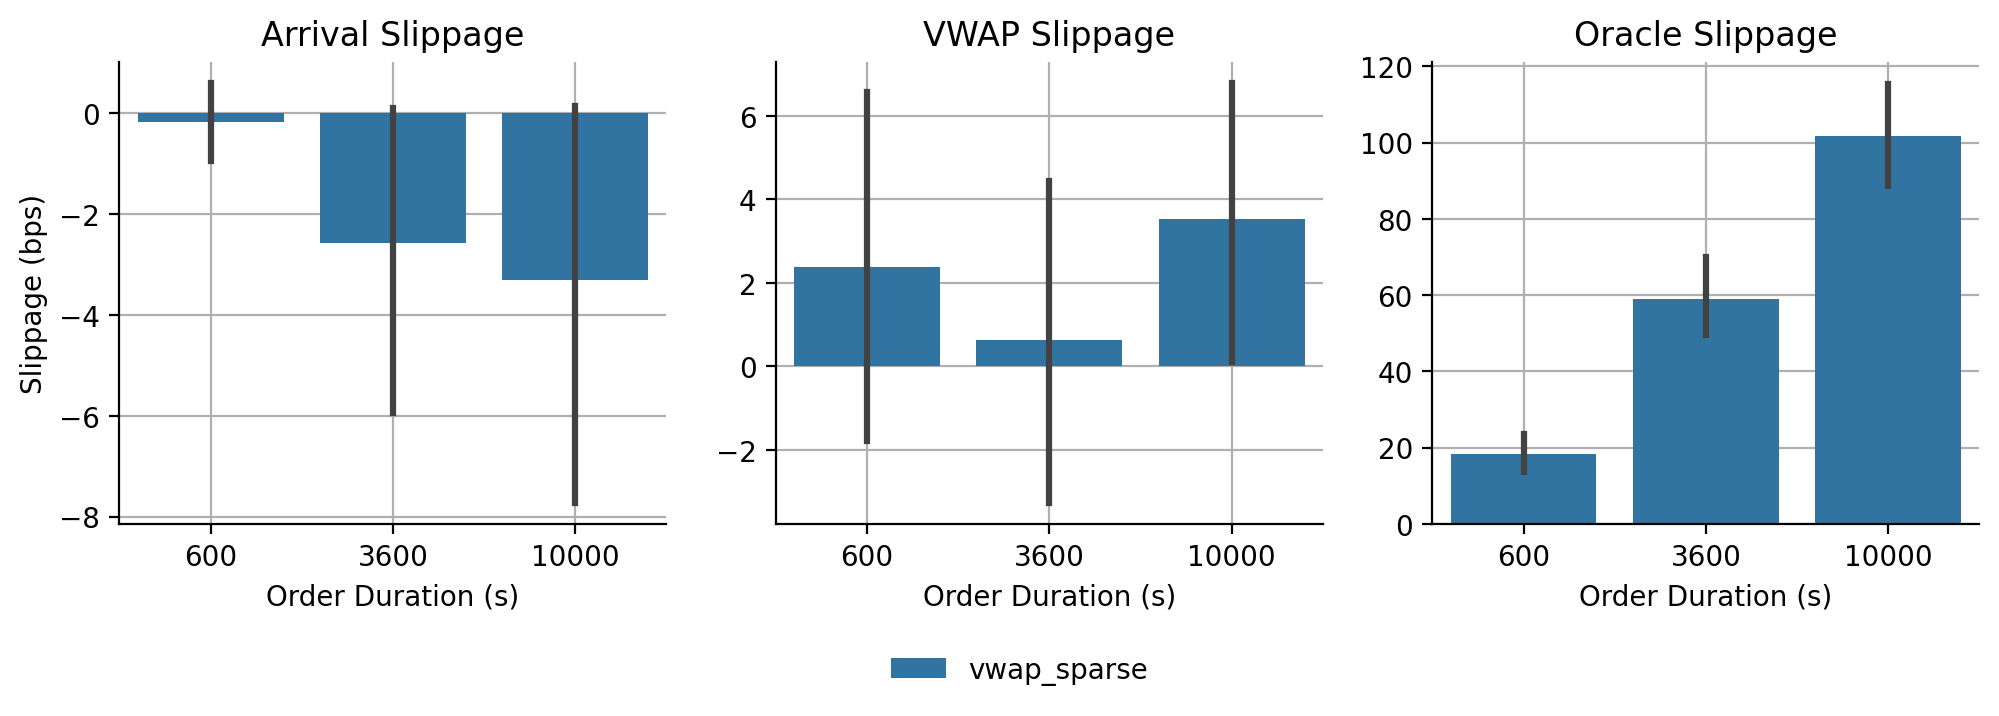 Arrival Slippage
Slippage (bps)
0
−2
−4
−6
−8
600 3600 10000
Order Duration (s)
VWAP Slippage
6
4
2
0
−2
600 3600 10000
Order Duration (s)
Oracle Slippage
120
100
80
60
40
20
0
600 3600 10000
Order Duration (s)
vwap_sparse